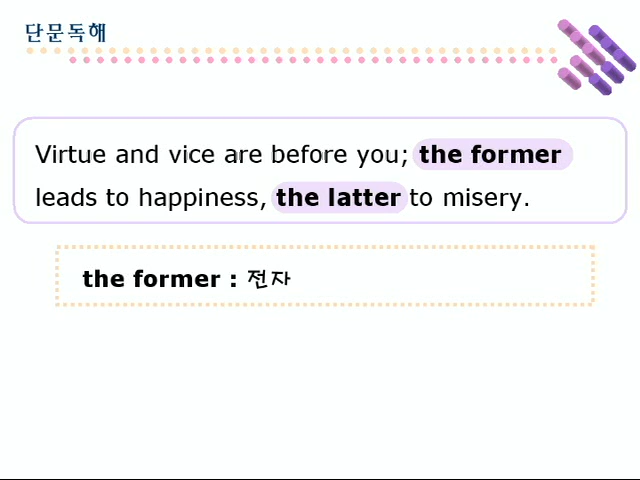 단문독해
Virtue and vice are before you; the former
leads to happiness, the latter to misery.
the former : 전자